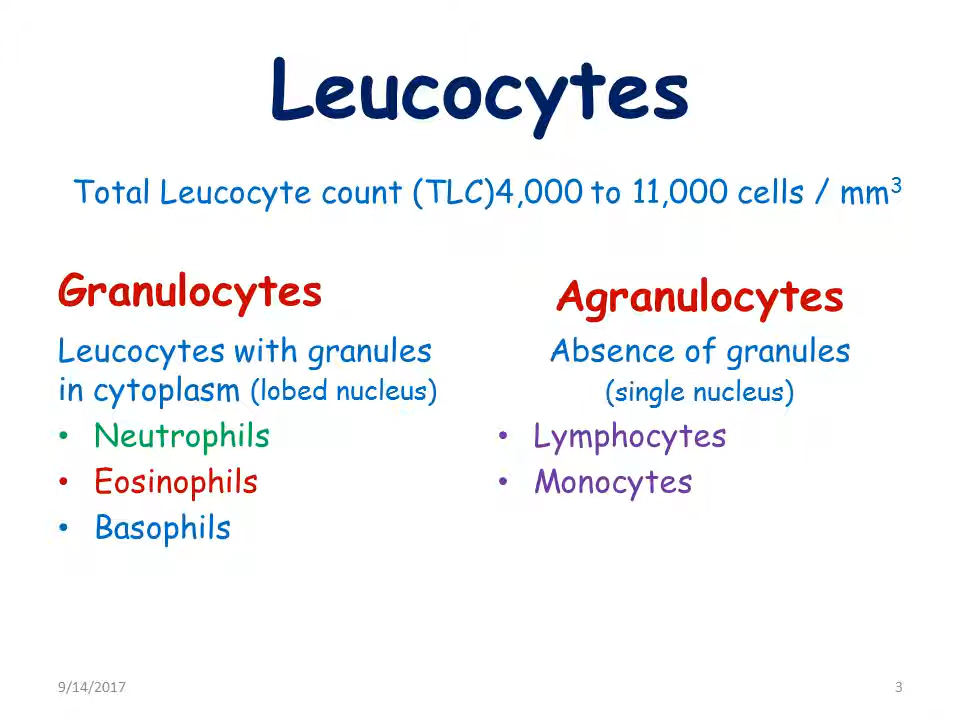 Leucocytes
Total Leucocyte count (TLC)4,000 to 11,000 cells / mm³
Granulocytes
Leucocytes with granules
in cytoplasm (lobed nucleus)
• Neutrophils
• Eosinophils
• Basophils
Agranulocytes
Absence of granules
(single nucleus)
• Lymphocytes
• Monocytes
9/14/2017
3